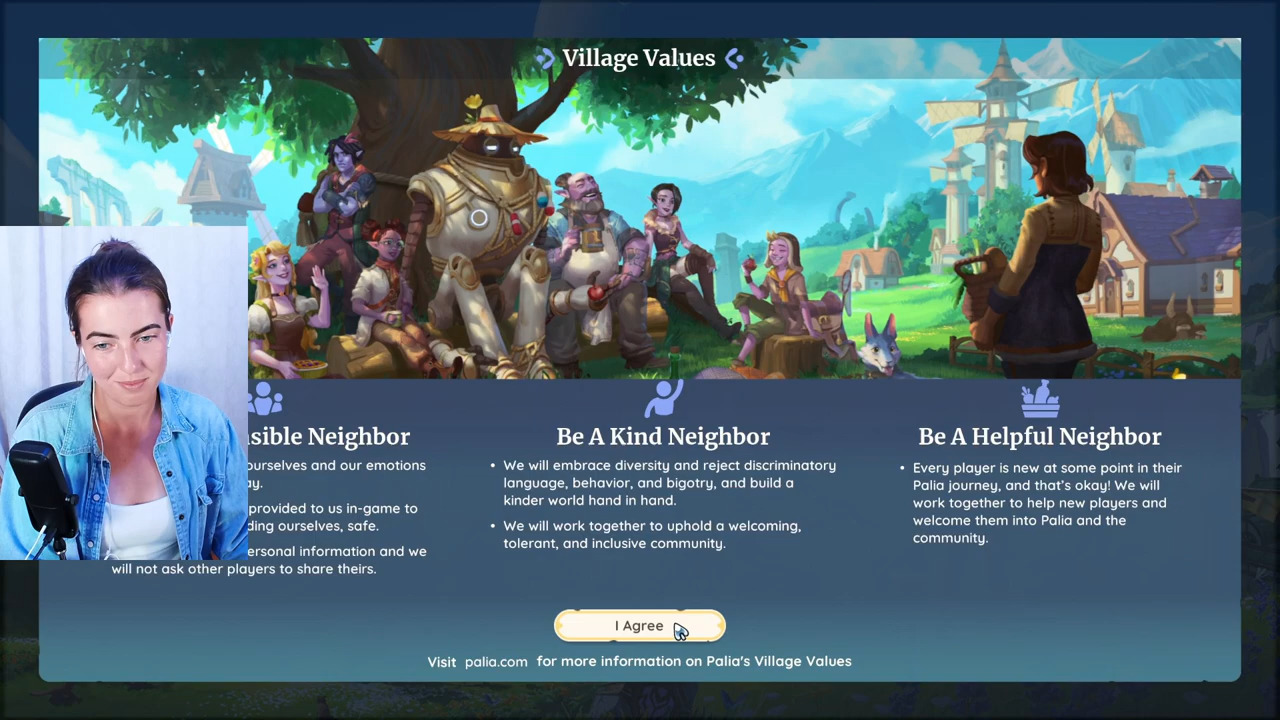 Village Values
Neighbor
ourselves and our emotions
provided to us in-game to
ourselves, safe.
personal information and we
will not ask other players to share theirs.
Be A Kind Neighbor
• We will embrace diversity and reject discriminatory
language, behavior, and bigotry, and build a
kinder world hand in hand.
• We will work together to uphold a welcoming,
tolerant, and inclusive community.
Be A Helpful Neighbor
• Every player is new at some point in their
Palia journey, and that's okay! We will
work together to help new players and
welcome them into Palia and the
community.
I Agree
Visit palia.com for more information on Palia's Village Values